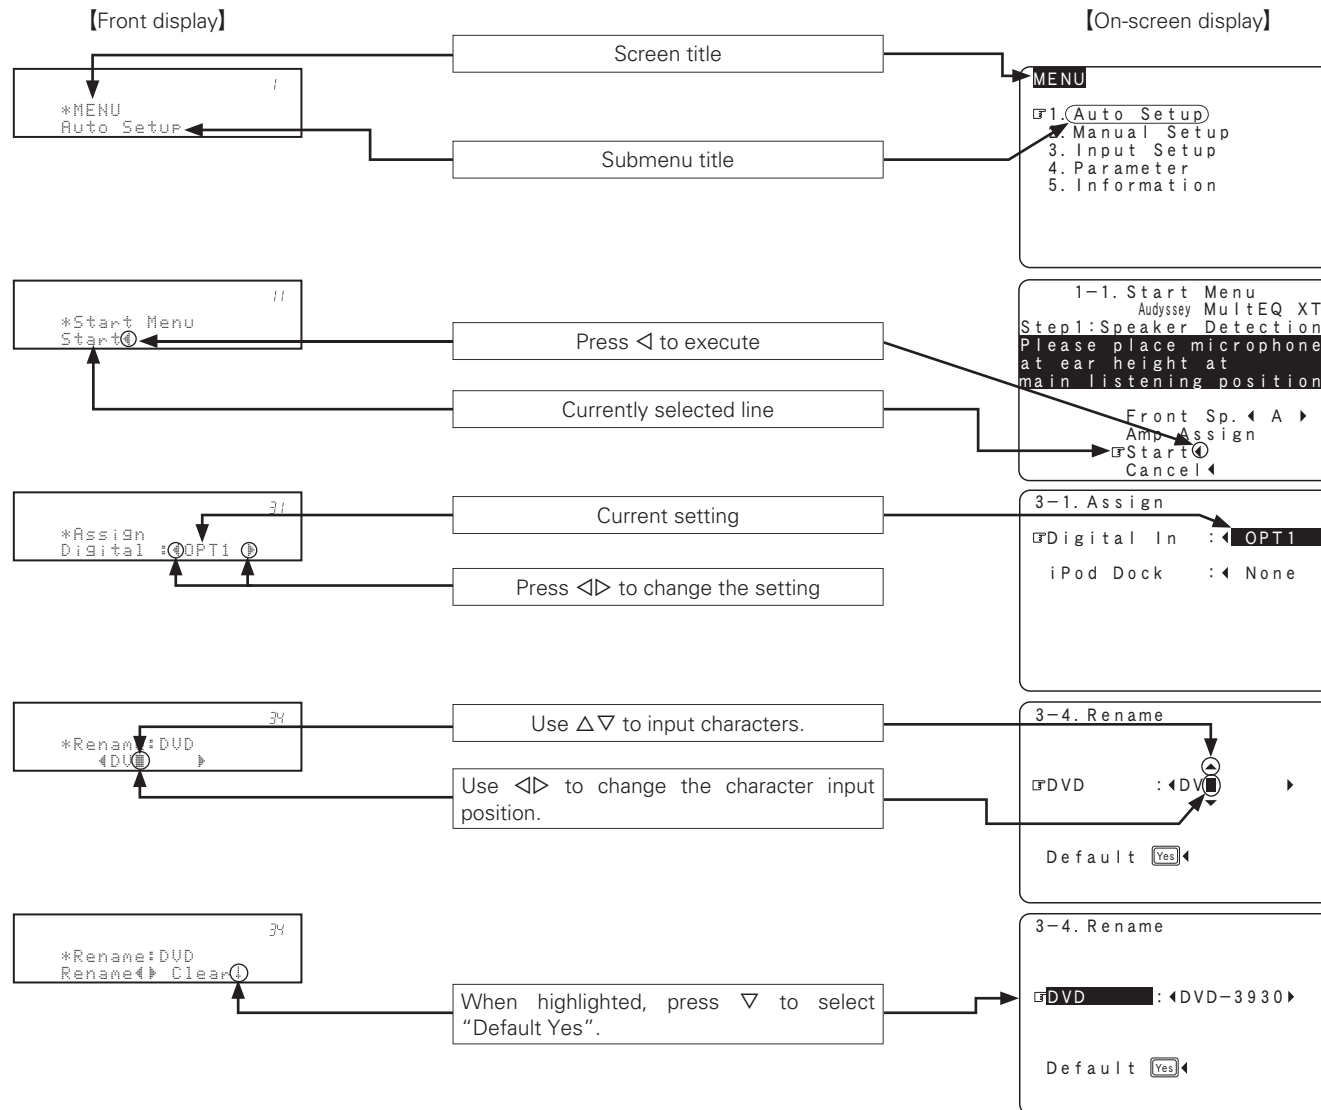 【Front display】
【On-screen display】
Screen title
1
*MENU
Auto Setup
Submenu title
MENU
☞1.Auto Setup
2.Manual Setup
3.Input Setup
4.Parameter
5.Information
11
*Start Menu
Start◀
Press ◁ to execute
Currently selected line
1-1.Start Menu
Audyssey MultEQ XT
Step1:Speaker Detection
Please place microphone
at ear height at
main listening position
Front Sp.◀ A ▶
Amp Assign
☞Start◀
Cancel◀
31
*Assign
Digital :◀OPT1 ▶
Current setting
Press ◁▷ to change the setting
3-1.Assign
☞Digital In :◀ OPT1
iPod Dock :◀ None
34
*Rename:DVD
◀DV ▶
Use △▽ to input characters.
Use ◁▷ to change the character input
position.
3-4.Rename
☞DVD :◀DV■ ▶
Default Yes◀
34
*Rename:DVD
Rename◀▶ Clear↓
When highlighted, press ▽ to select
“Default Yes”.
3-4.Rename
☞DVD :◀DVD-3930▶
Default Yes◀